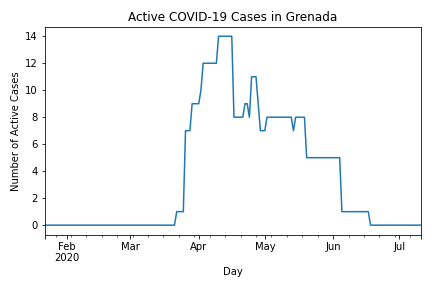 Active COVID-19 Cases in Grenada
Number of Active Cases
14
12
10
8
6
4
2
0
Feb Mar Apr May Jun Jul
2020
Day